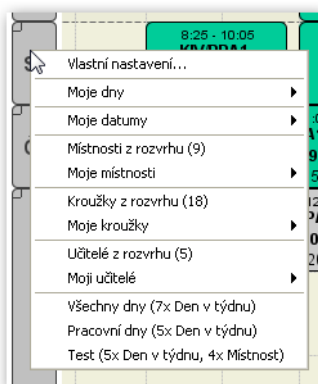 8:25 - 10:05
KIV/PPA1
S
Vlastní nastavení...
Moje dny
Moje datumy
Místnosti z rozvrhu (9)
Moje místnosti
Kroužky z rozvrhu (18)
Moje kroužky
Učitelé z rozvrhu (5)
Moji učitelé
Všechny dny (7x Den v týdnu)
Pracovní dny (5x Den v týdnu)
Test (5x Den v týdnu, 4x Místnost)